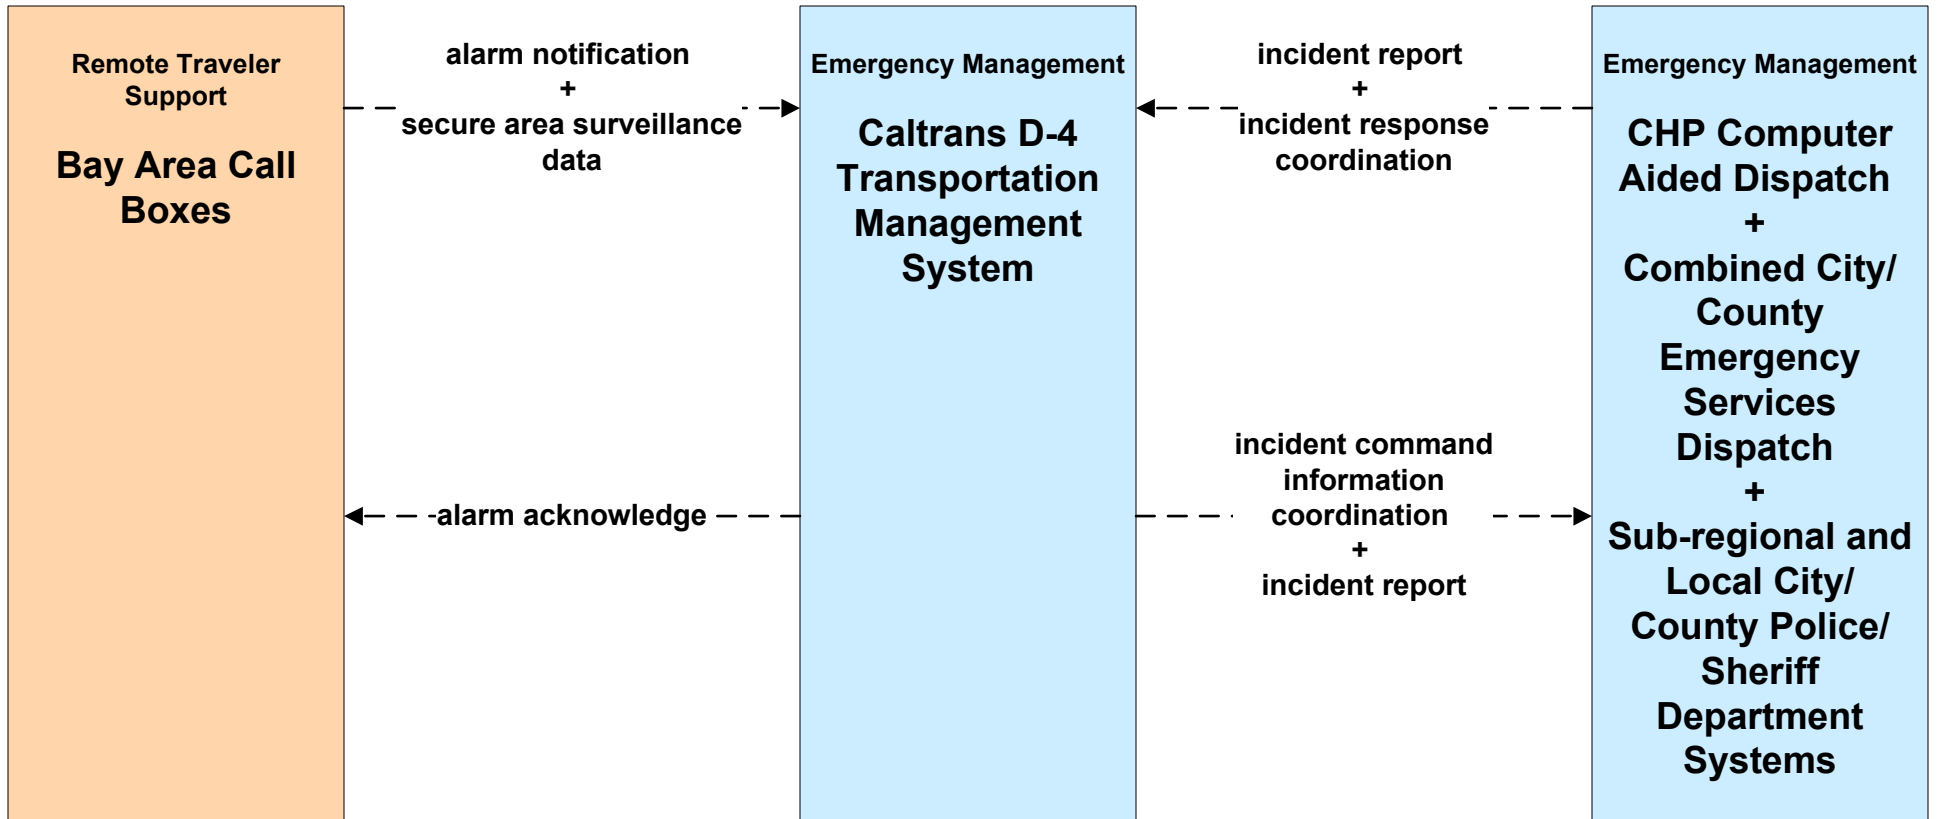 Remote Traveler
Support
Bay Area Call
Boxes
alarm notification
+
secure area surveillance
data
alarm acknowledge
Emergency Management
Caltrans D-4
Transportation
Management
System
incident report
+
incident response
coordination
incident command
information
coordination
+
incident report
Emergency Management
CHP Computer
Aided Dispatch
+
Combined City/
County
Emergency
Services
Dispatch
+
Sub-regional and
Local City/
County Police/
Sheriff
Department
Systems